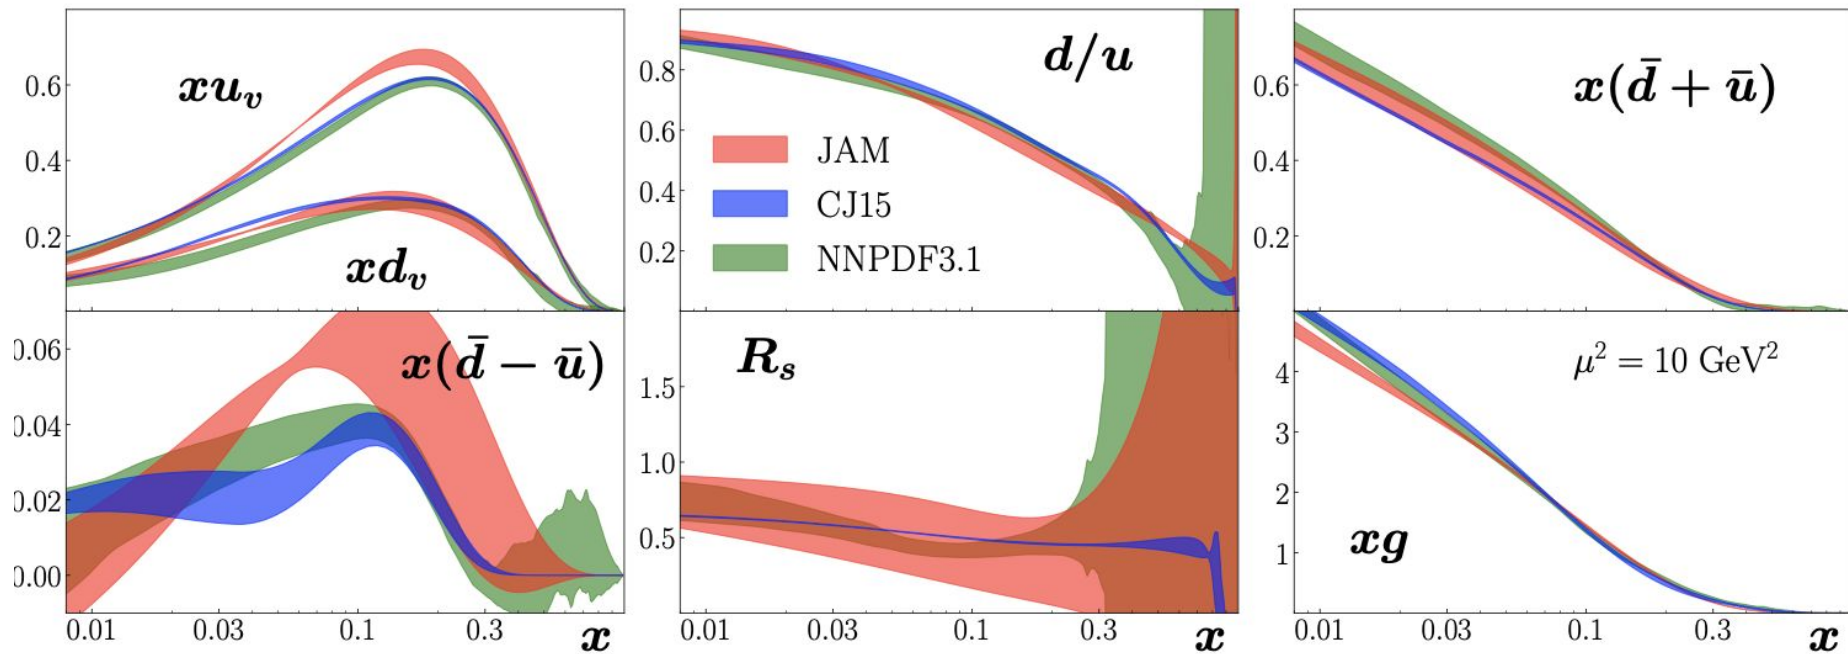 xu_v
xd_v
0.6
0.4
0.2
d/u
JAM
CJ15
NNPDF3.1
0.8
0.6
0.4
0.2
x(d̄ + ū)
0.6
0.4
0.2
x(d̄ − ū)
0.06
0.04
0.02
0.00
0.01 0.03 0.1 0.3 x
R_s
1.5
1.0
0.5
0.01 0.03 0.1 0.3 x
μ² = 10 GeV²
xg
4
3
2
1
0.01 0.03 0.1 0.3 x